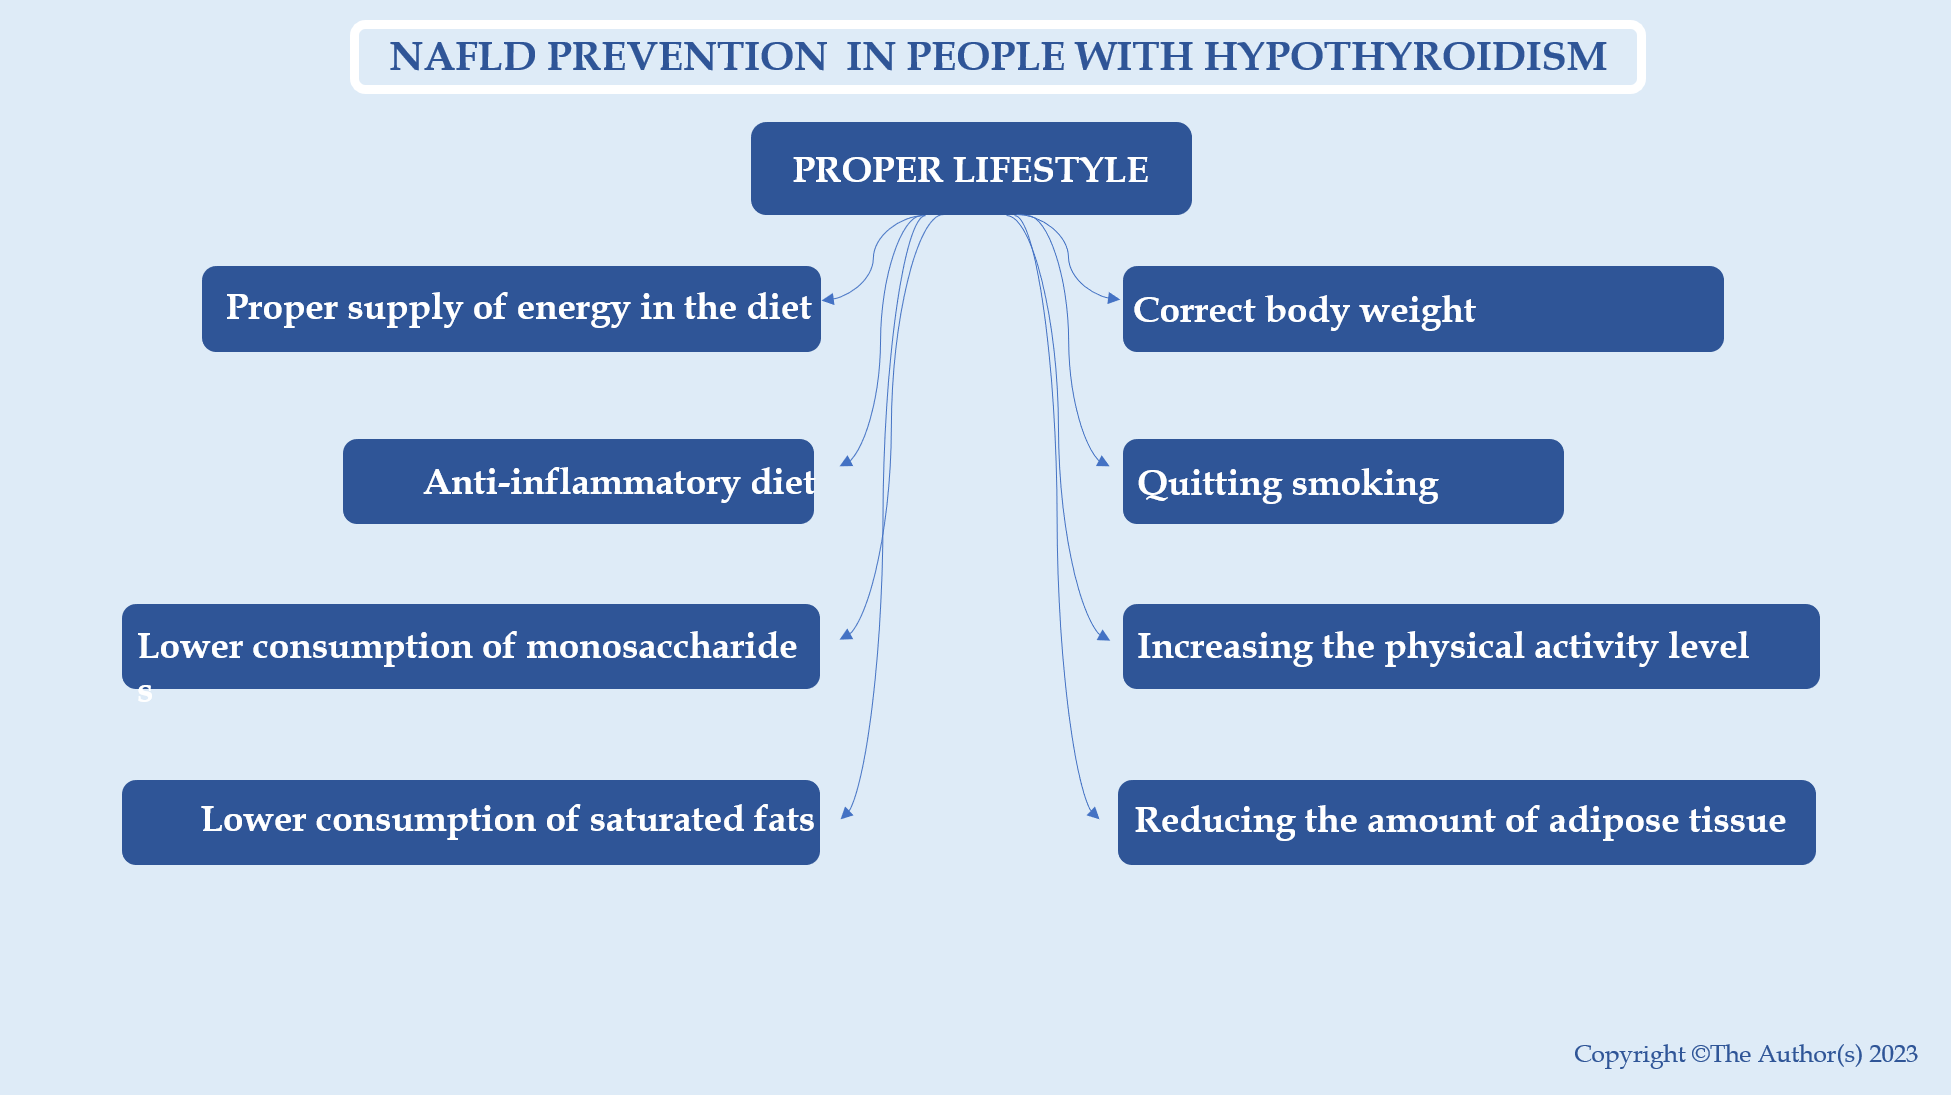 NAFLD PREVENTION  IN PEOPLE WITH HYPOTHYROIDISM
PROPER LIFESTYLE
Proper supply of energy in the diet
Correct body weight
Anti-inflammatory diet
Quitting smoking
Lower consumption of monosaccharide
s
Increasing the physical activity level
Lower consumption of saturated fats
Reducing the amount of adipose tissue
Copyright ©The Author(s) 2023